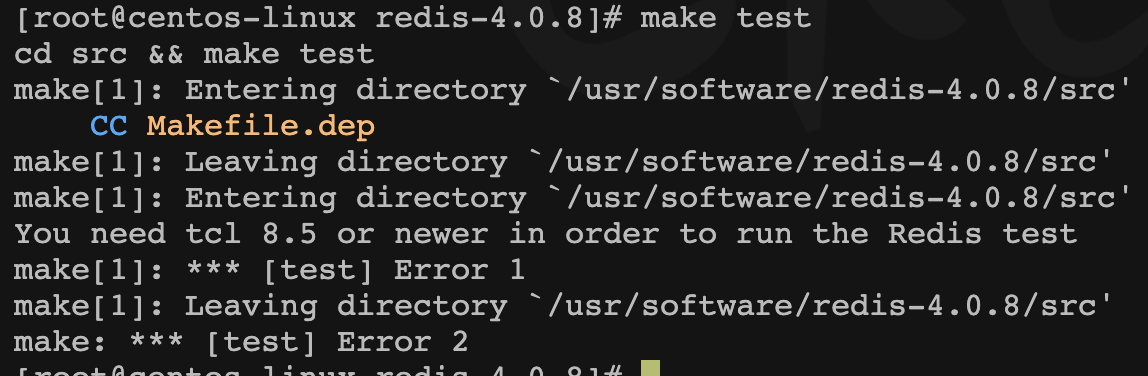 [root@centos-linux redis-4.0.8]# make test
cd src && make test
make[1]: Entering directory `/usr/software/redis-4.0.8/src'
    CC Makefile.dep
make[1]: Leaving directory `/usr/software/redis-4.0.8/src'
make[1]: Entering directory `/usr/software/redis-4.0.8/src'
You need tcl 8.5 or newer in order to run the Redis test
make[1]: *** [test] Error 1
make[1]: Leaving directory `/usr/software/redis-4.0.8/src'
make: *** [test] Error 2
[root@centos-linux redis-4.0.8]#